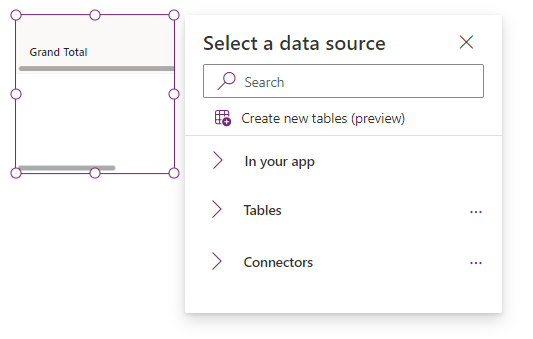 Grand Total
Select a data source
Search
Create new tables (preview)
In your app
Tables
Connectors